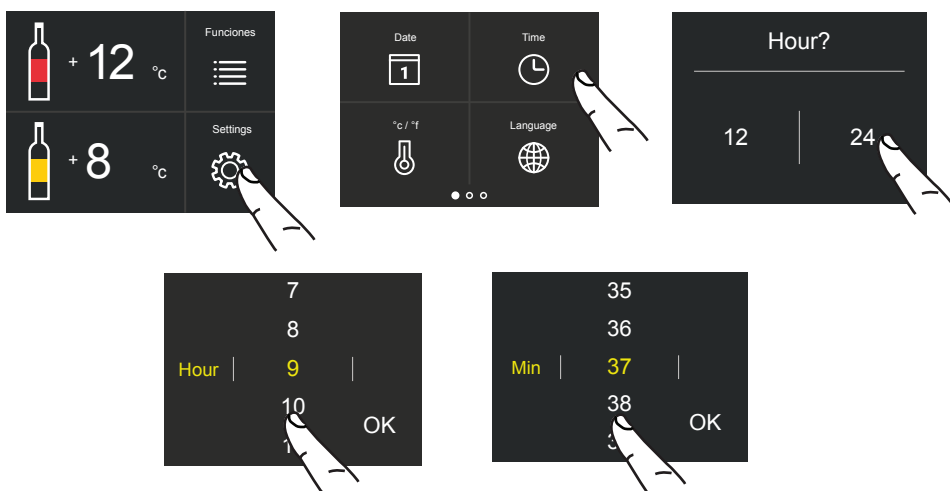 + 12 °c
Funciones
+ 8 °c
Settings
Date
1
Time
°c / °f
Language
Hour?
12
24
7
8
Hour
9
10
OK
35
36
Min
37
38
OK